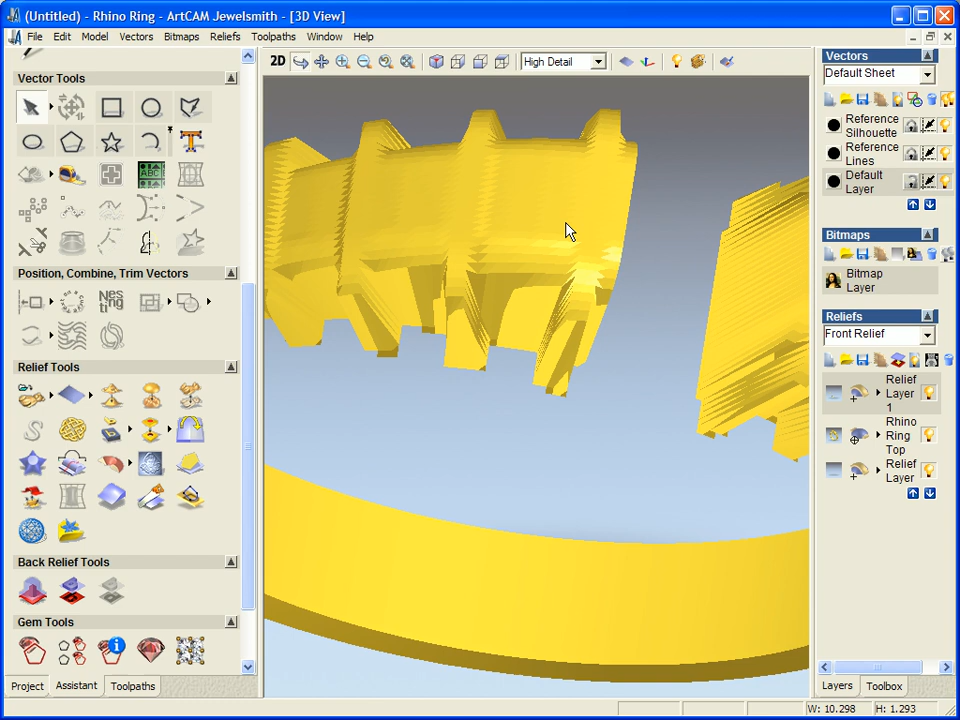 (Untitled) - Rhino Ring - ArtCAM Jewelsmith - [3D View]
File Edit Model Vectors Bitmaps Reliefs Toolpaths Window Help
2D High Detail
Vector Tools
T
ABC
Position, Combine, Trim Vectors
Nes
ting
Relief Tools
Back Relief Tools
Gem Tools
Project Assistant Toolpaths
Vectors
Default Sheet
Reference
Silhouette
Reference
Lines
Default
Layer
Bitmaps
Bitmap
Layer
Reliefs
Front Relief
Relief
Layer
1
Rhino
Ring
Top
Relief
Layer
Layers Toolbox
W: 10.298 H: 1.293